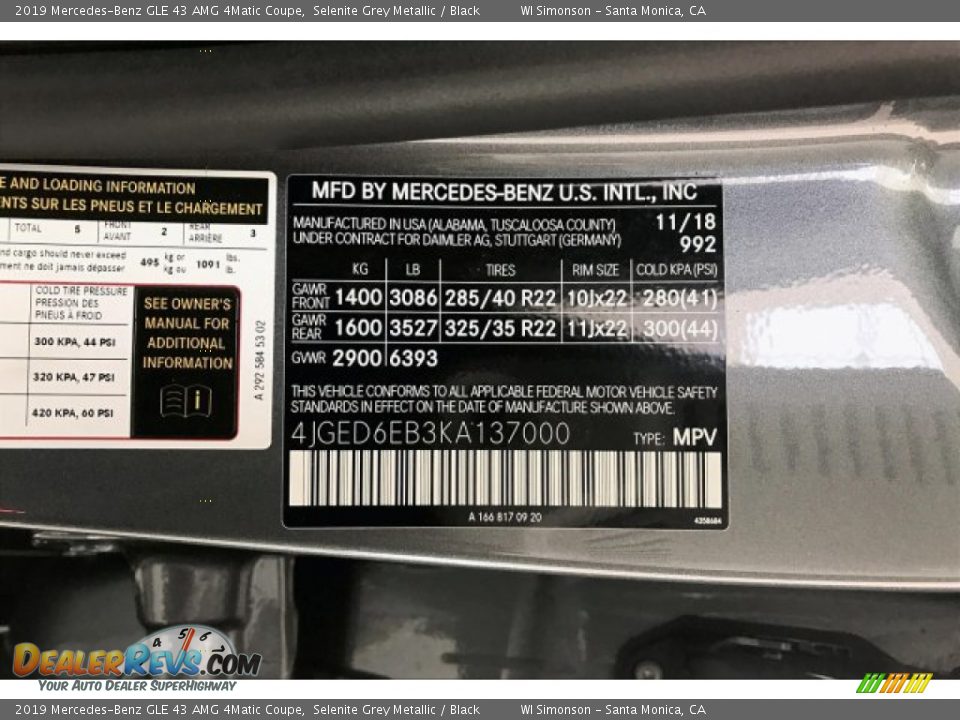 2019 Mercedes-Benz GLE 43 AMG 4Matic Coupe, Selenite Grey Metallic / Black WI Simonson - Santa Monica, CA
E AND LOADING INFORMATION
ENTS SUR LES PNEUS ET LE CHARGEMENT
TOTAL 5 FRONT AVANT 2 REAR ARRIÈRE 3
nd cargo should never exceed 495 kg or 1091 lbs.
ment ne doit jamais dépasser kg ou lb.
COLD TIRE PRESSURE
PRESSION DES
PNEUS À FROID
300 KPA, 44 PSI
320 KPA, 47 PSI
420 KPA, 60 PSI
SEE OWNER'S
MANUAL FOR
ADDITIONAL
INFORMATION
i
A 292 584 53 02
MFD BY MERCEDES-BENZ U.S. INTL., INC
MANUFACTURED IN USA (ALABAMA, TUSCALOOSA COUNTY) 11/18
UNDER CONTRACT FOR DAIMLER AG, STUTTGART (GERMANY) 992
KG LB TIRES RIM SIZE COLD KPA (PSI)
GAWR FRONT 1400 3086 285/40 R22 10Jx22 280(41)
GAWR REAR 1600 3527 325/35 R22 11Jx22 300(44)
GVWR 2900 6393
THIS VEHICLE CONFORMS TO ALL APPLICABLE FEDERAL MOTOR VEHICLE SAFETY
STANDARDS IN EFFECT ON THE DATE OF MANUFACTURE SHOWN ABOVE.
4JGED6EB3KA137000 TYPE: MPV
A 166 817 09 20
4358684
4 5 6
DEALERREVS.COM
YOUR AUTO DEALER SUPERHIGHWAY
2019 Mercedes-Benz GLE 43 AMG 4Matic Coupe, Selenite Grey Metallic / Black WI Simonson - Santa Monica, CA